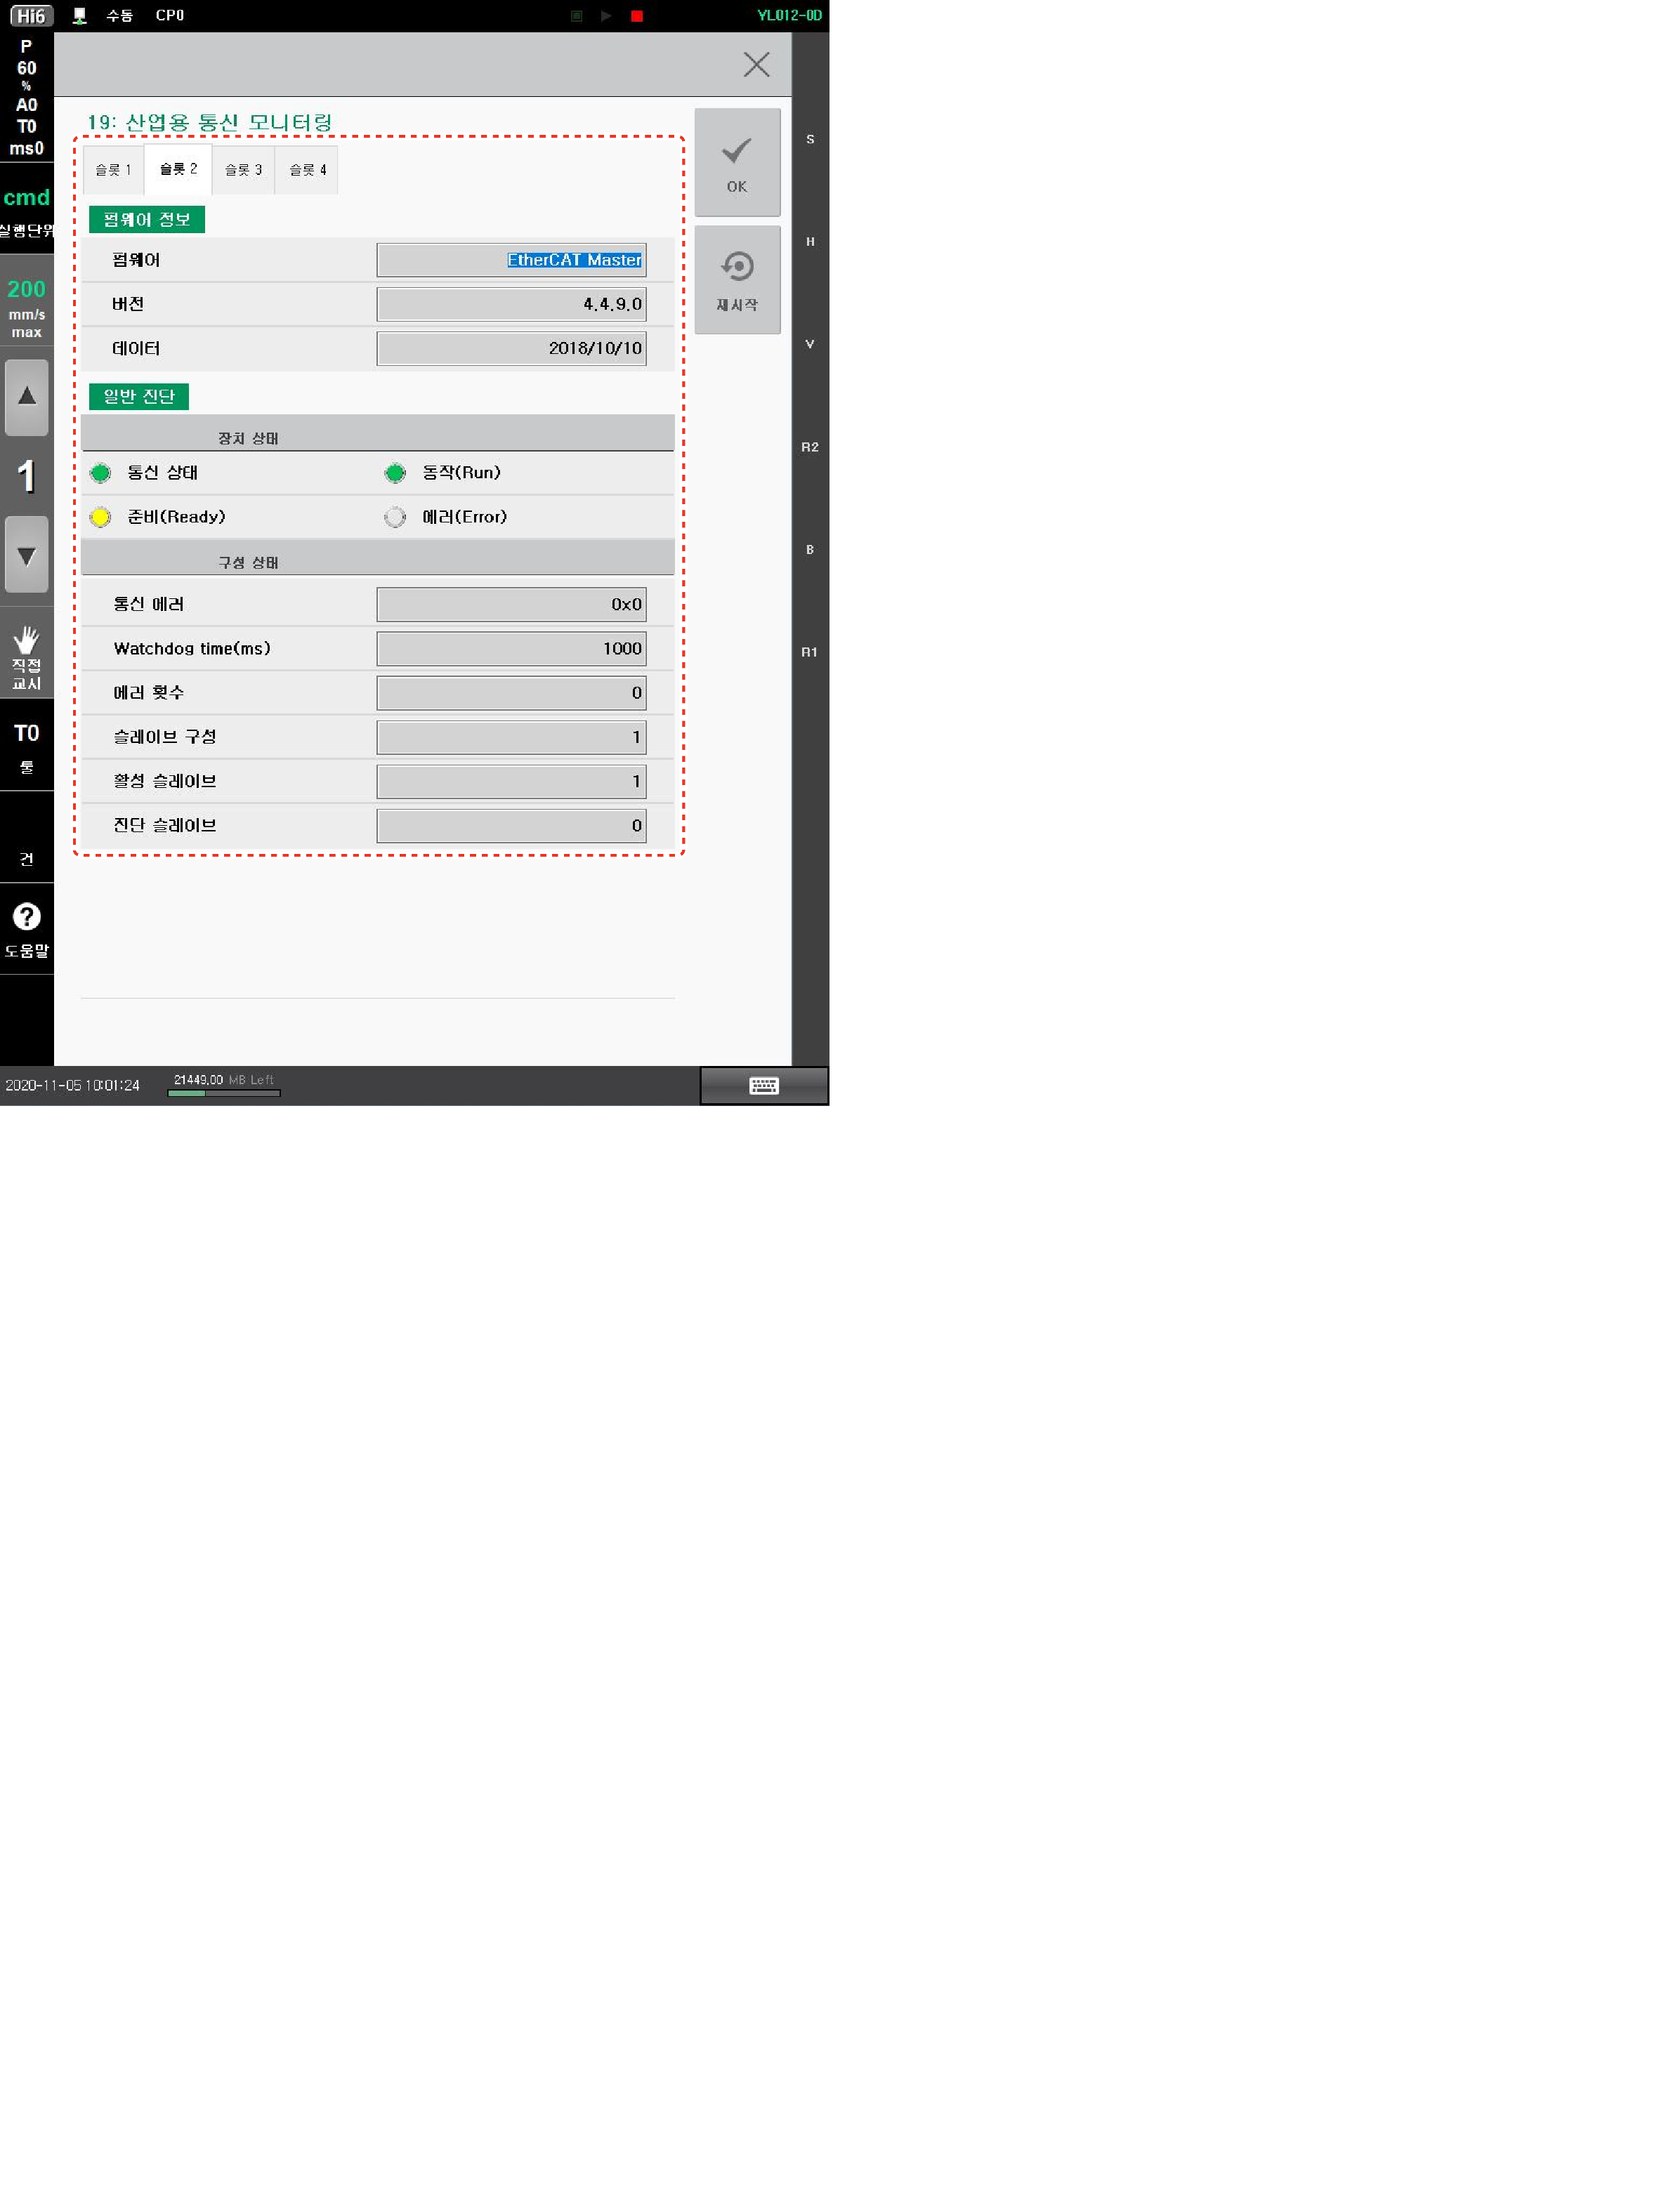 Hi6 수동 CP0 YL012-0D
P
60
%
A0
T0
ms0
cmd
실행단위
200
mm/s
max
1
직접
교시
T0
툴
건
?
도움말
19: 산업용 통신 모니터링
슬롯 1 슬롯 2 슬롯 3 슬롯 4
펌웨어 정보
펌웨어 EtherCAT Master
버전 4.4.9.0
데이터 2018/10/10
일반 진단
장치 상태
통신 상태 동작(Run)
준비(Ready) 에러(Error)
구성 상태
통신 에러 0x0
Watchdog time(ms) 1000
에러 횟수 0
슬레이브 구성 1
활성 슬레이브 1
진단 슬레이브 0
OK
재시작
S
H
V
R2
B
R1
2020-11-05 10:01:24 21449.00 MB Left